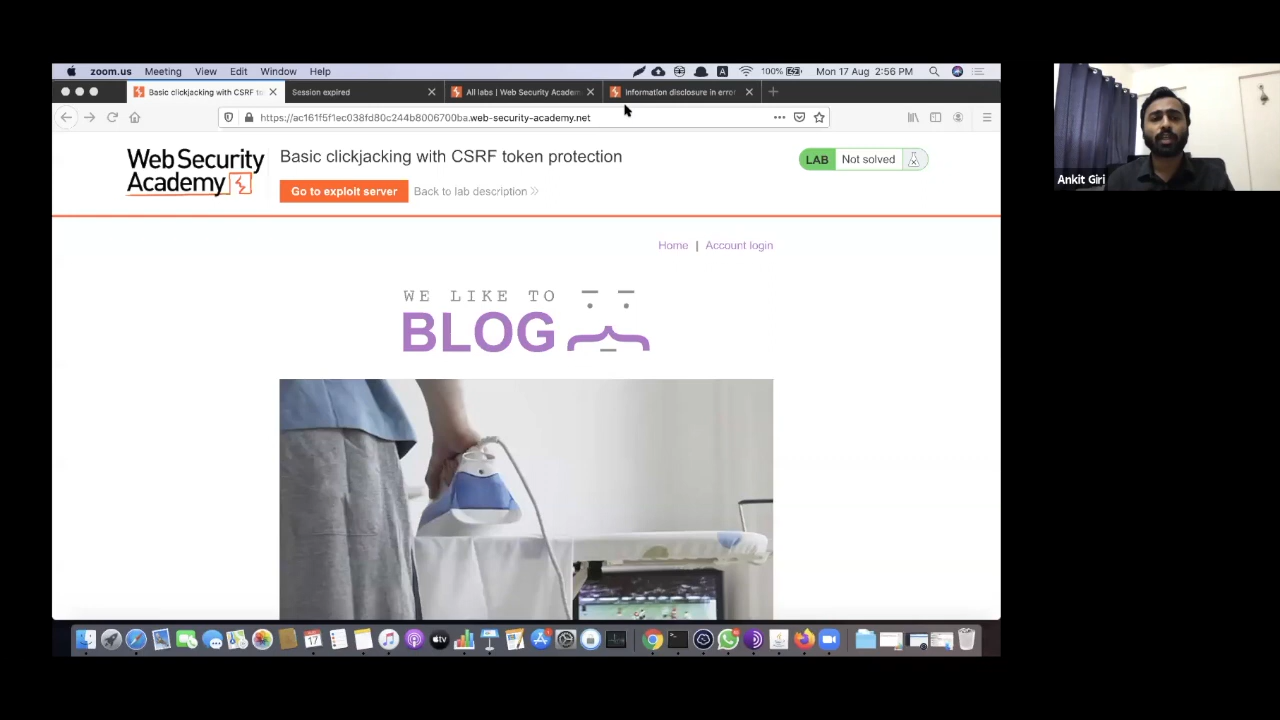 zoom.us Meeting View Edit Window Help 100% Mon 17 Aug 2:56 PM
Basic clickjacking with CSRF to Session expired All labs | Web Security Academ Information disclosure in error
https://ac161f5f1ec038fd80c244b8006700ba.web-security-academy.net
Web Security
Academy
Basic clickjacking with CSRF token protection
LAB Not solved
Go to exploit server Back to lab description
Home | Account login
WE LIKE TO
BLOG
Ankit Giri
17
tv